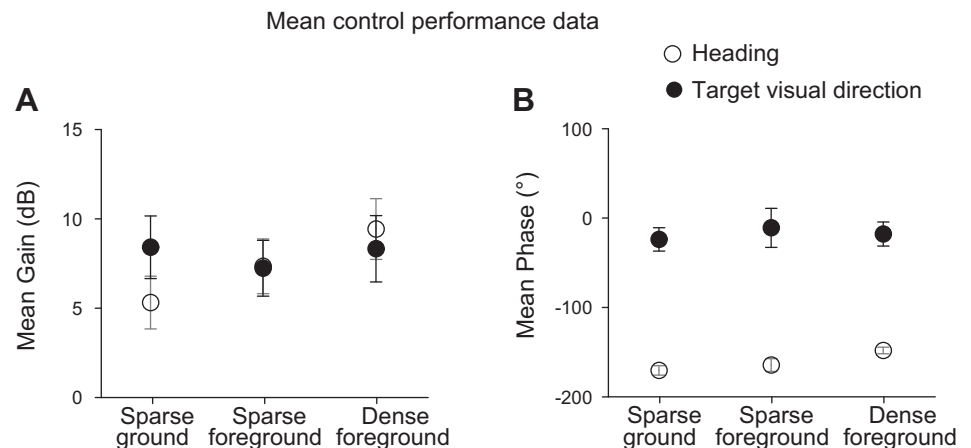 Mean control performance data
Heading
Target visual direction
A
Mean Gain (dB)
15
10
5
0
Sparse ground
Sparse foreground
Dense foreground
B
Mean Phase (°)
100
0
-100
-200
Sparse ground
Sparse foreground
Dense foreground